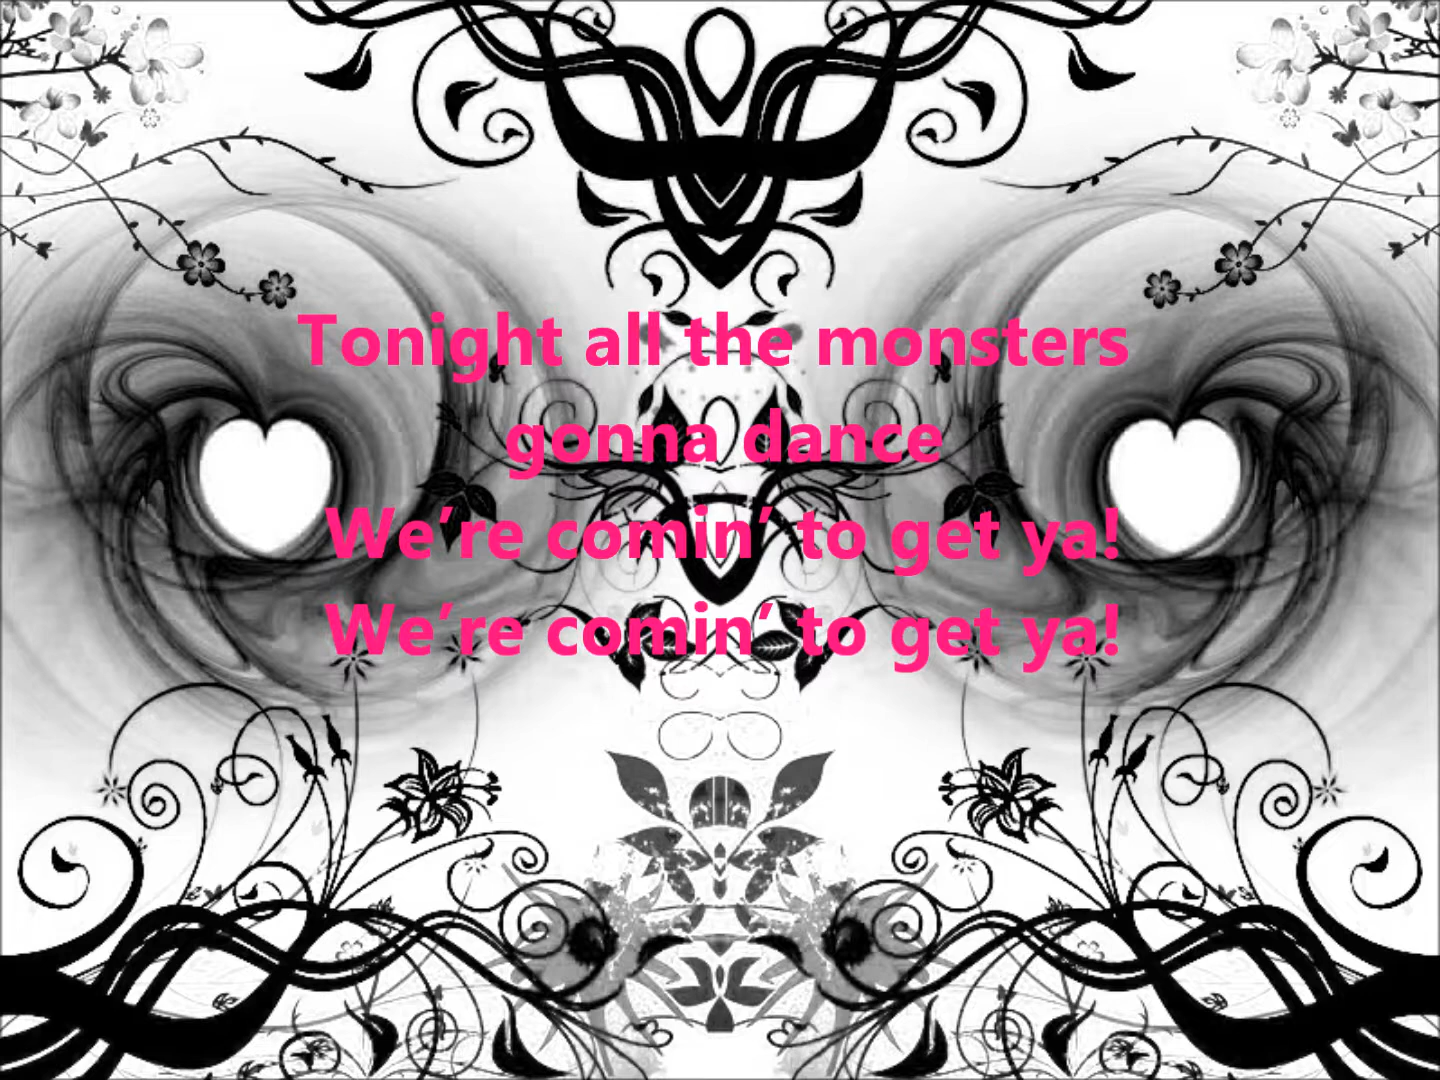 Tonight all the monsters
gonna dance
We’re comin’ to get ya!
We’re comin’ to get ya!